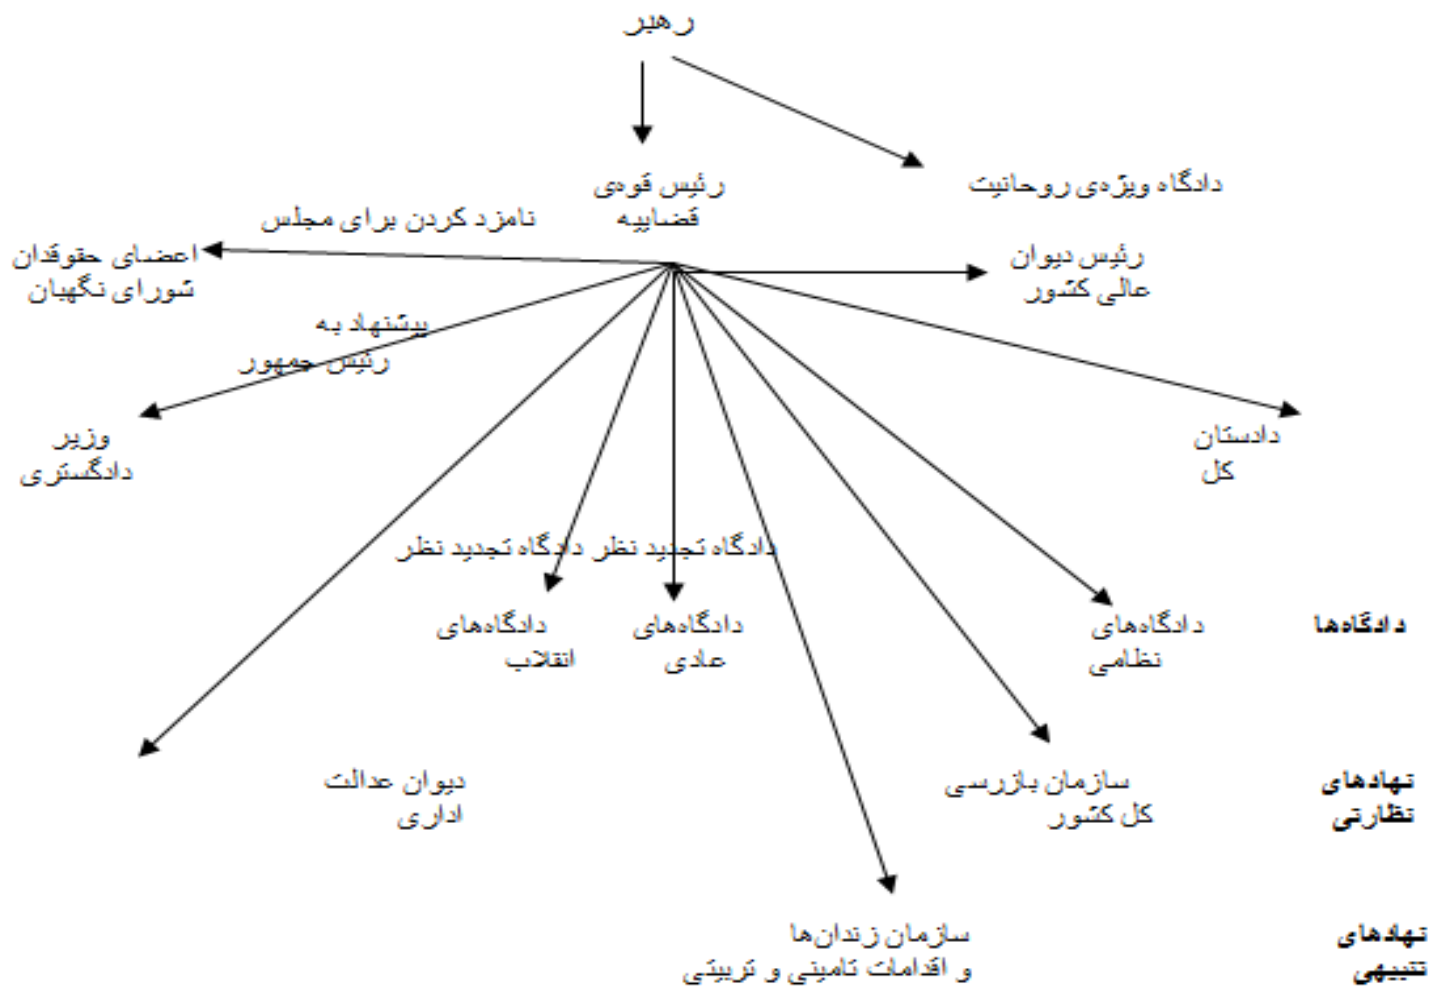 رهبر
دادگاه ویژه‌ی روحانیت
رئیس قوه‌ی
قضاییه
نامزد کردن برای مجلس
رئیس دیوان
عالی کشور
اعضای حقوقدان
شورای نگهبان
پیشنهاد به
رئیس جمهور
دادستان
کل
وزیر
دادگستری
دادگاه تجدید نظر
دادگاه تجدید نظر
دادگاه‌ها
دادگاه‌های
نظامی
دادگاه‌های
عادی
دادگاه‌های
انقلاب
نهادهای
نظارتی
سازمان بازرسی
کل کشور
دیوان عدالت
اداری
نهادهای
تنبیهی
سازمان زندان‌ها
و اقدامات تامینی و تربیتی